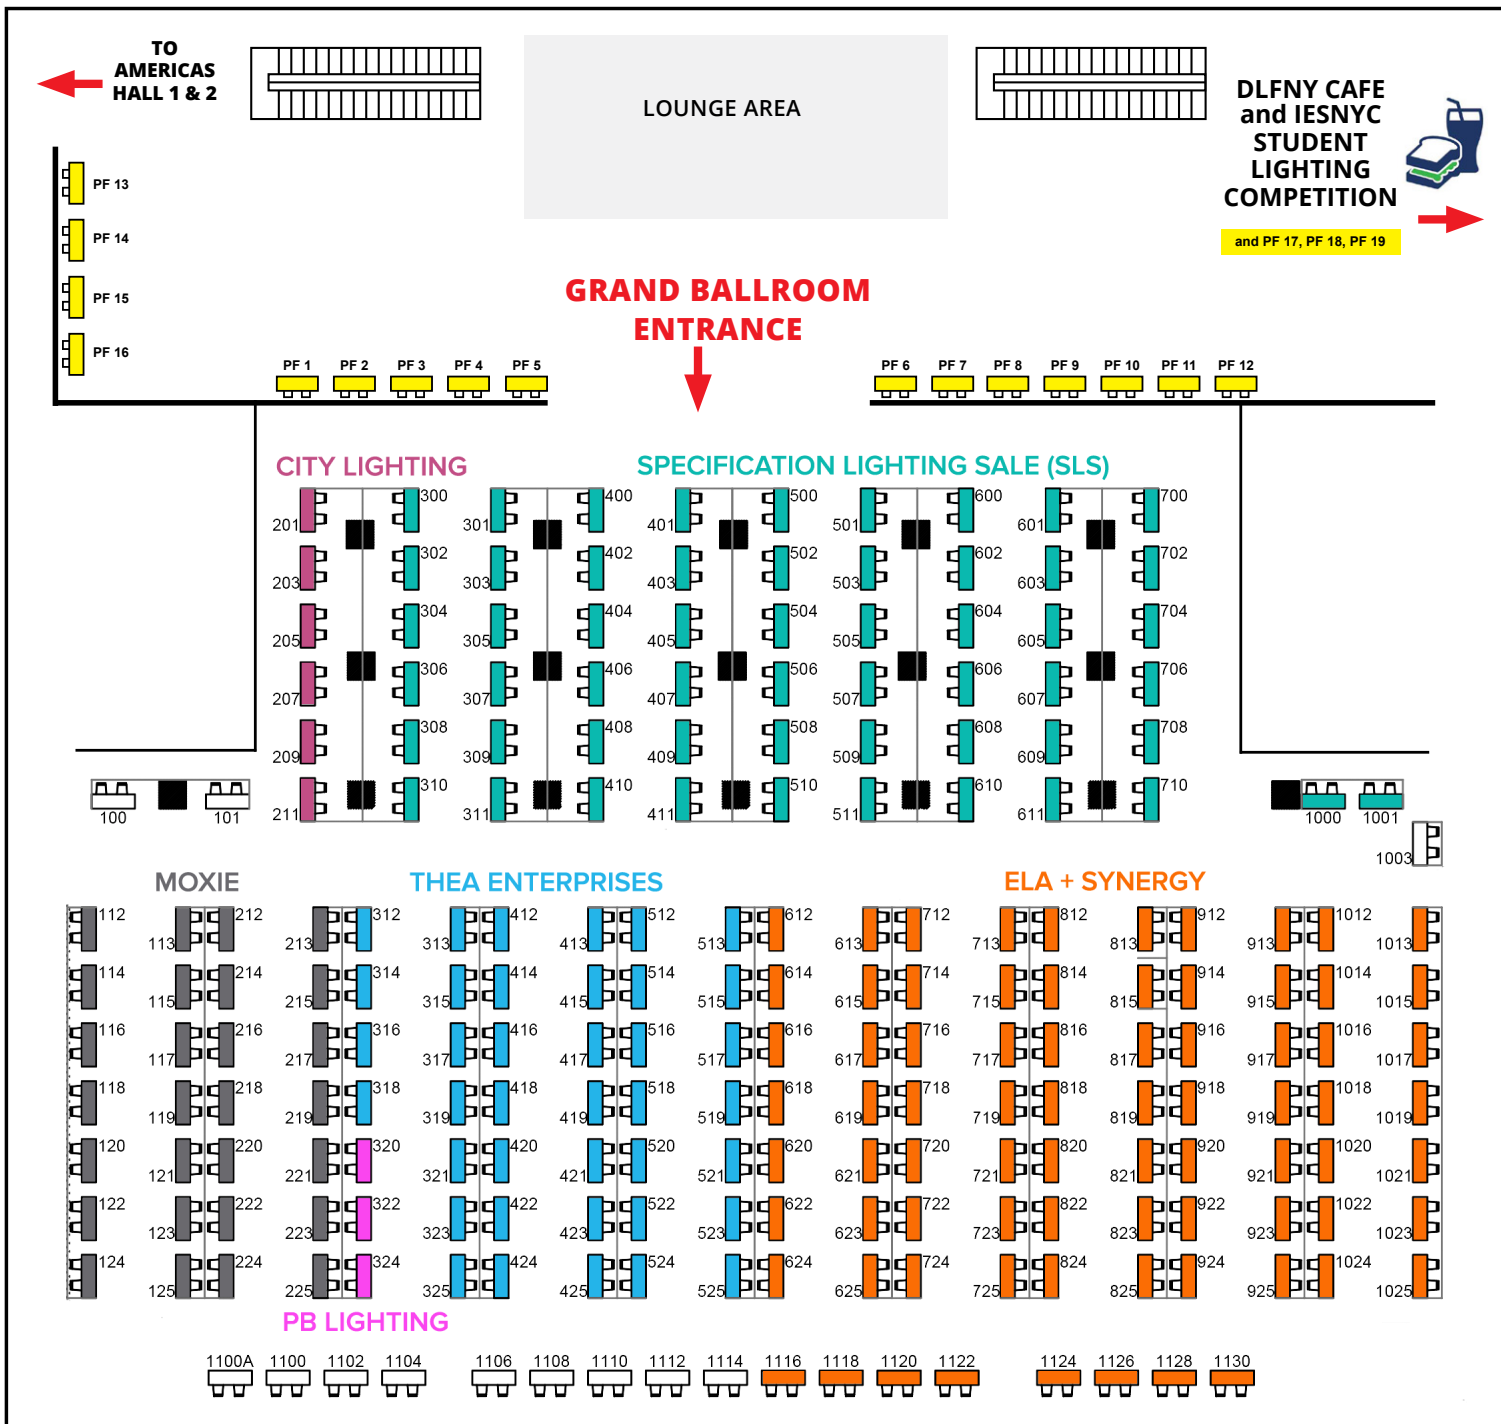 TO
AMERICAS
HALL 1 & 2
LOUNGE AREA
DLFNY CAFE
and IESNYC
STUDENT
LIGHTING
COMPETITION
and PF 17, PF 18, PF 19
PF 13
PF 14
PF 15
PF 16
GRAND BALLROOM
ENTRANCE
PF 1 PF 2 PF 3 PF 4 PF 5 PF 6 PF 7 PF 8 PF 9 PF 10 PF 11 PF 12
CITY LIGHTING SPECIFICATION LIGHTING SALE (SLS)
300 400 500 600 700
201 301 401 501 601
302 402 502 602 702
203 303 403 503 603
304 404 504 604 704
205 305 405 505 605
306 406 506 606 706
207 307 407 507 607
308 408 508 608 708
209 309 409 509 609
310 410 510 610 710
211 311 411 511 611
100 101 1000 1001
1003
MOXIE THEA ENTERPRISES ELA + SYNERGY
112 212 312 412 512 612 712 812 912 1012
113 213 313 413 513 613 713 813 913 1013
114 214 314 414 514 614 714 814 914 1014
115 215 315 415 515 615 715 815 915 1015
116 216 316 416 516 616 716 816 916 1016
117 217 317 417 517 617 717 817 917 1017
118 218 318 418 518 618 718 818 918 1018
119 219 319 419 519 619 719 819 919 1019
120 220 320 420 520 620 720 820 920 1020
121 221 321 421 521 621 721 821 921 1021
122 222 322 422 522 622 722 822 922 1022
123 223 323 423 523 623 723 823 923 1023
124 224 324 424 524 624 724 824 924 1024
125 225 325 425 525 625 725 825 925 1025
PB LIGHTING
1100A 1100 1102 1104 1106 1108 1110 1112 1114 1116 1118 1120 1122 1124 1126 1128 1130